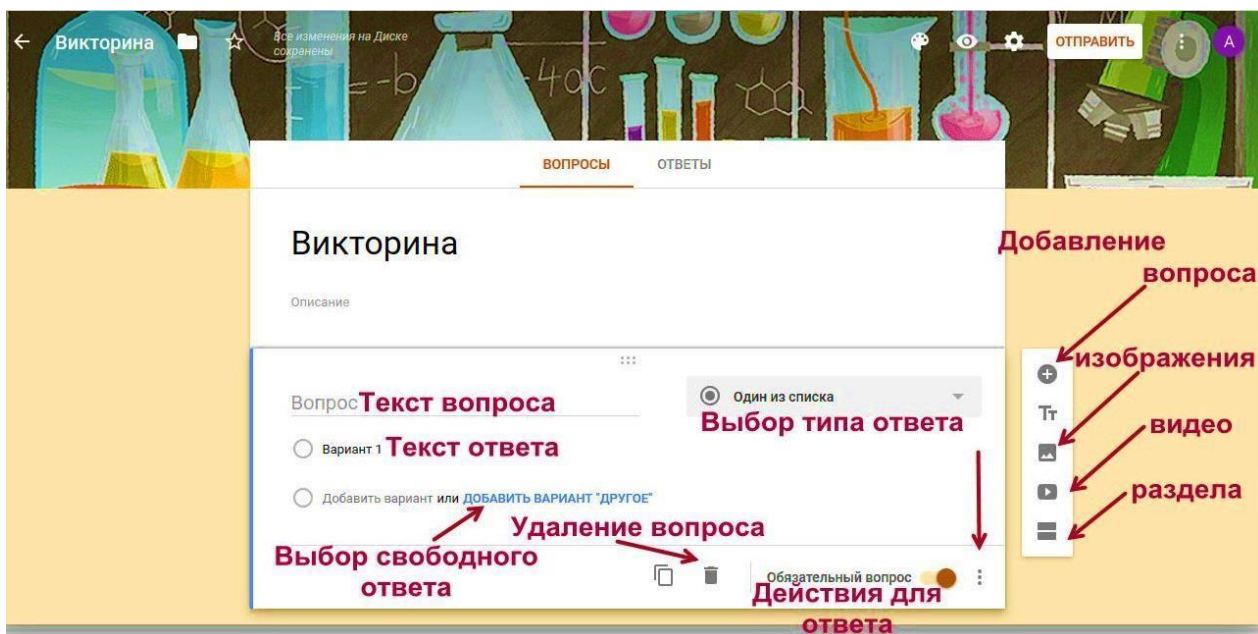 Викторина
Все изменения на Диске
сохранены
ОТПРАВИТЬ
A
-b
-4ac
ВОПРОСЫ ОТВЕТЫ
Викторина
Описание
Добавление
вопроса
изображения
видео
раздела
Вопрос Текст вопроса
Один из списка
Выбор типа ответа
Вариант 1 Текст ответа
Добавить вариант или ДОБАВИТЬ ВАРИАНТ "ДРУГОЕ"
Удаление вопроса
Выбор свободного
ответа
Обязательный вопрос
Действия для
ответа
Тт